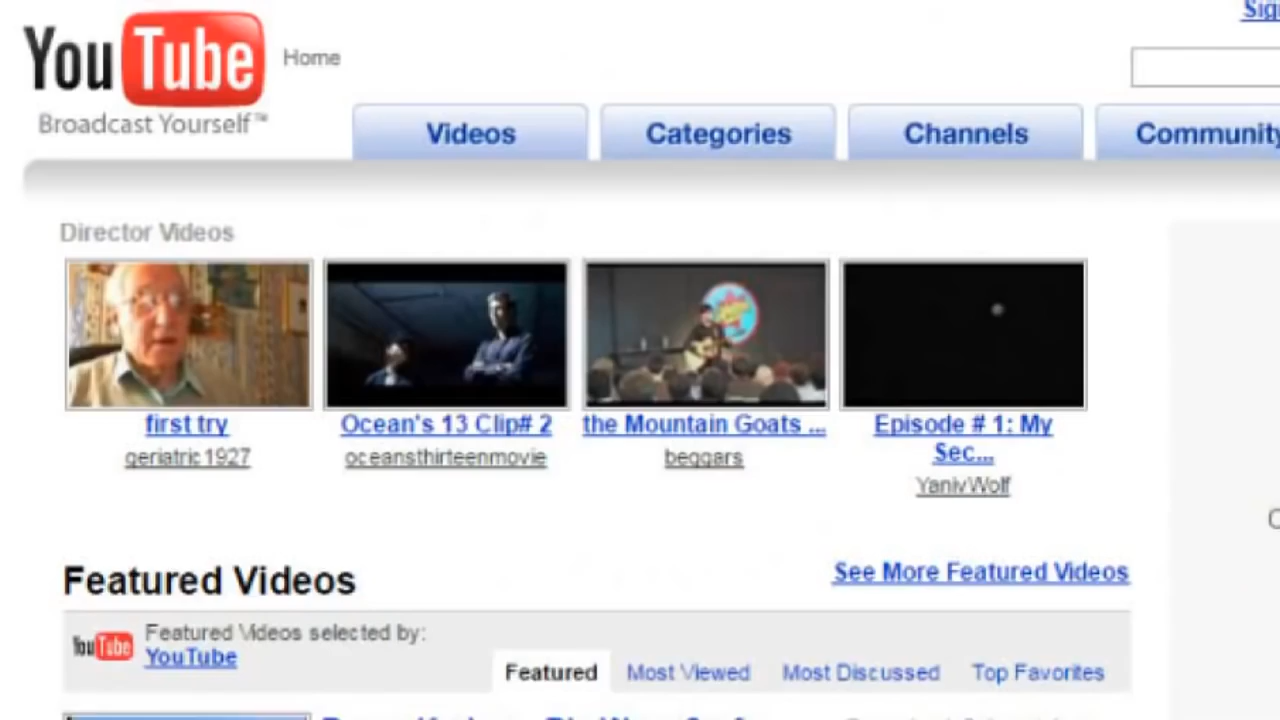 YouTube
Home
Sig
Broadcast Yourself™
Videos Categories Channels Community
Director Videos
first try
geriatric1927
Ocean's 13 Clip# 2
oceansthirteenmovie
the Mountain Goats ...
beggars
Episode # 1: My
Sec...
YanivWolf
Featured Videos
See More Featured Videos
YouTube
Featured Videos selected by:
YouTube
Featured Most Viewed Most Discussed Top Favorites